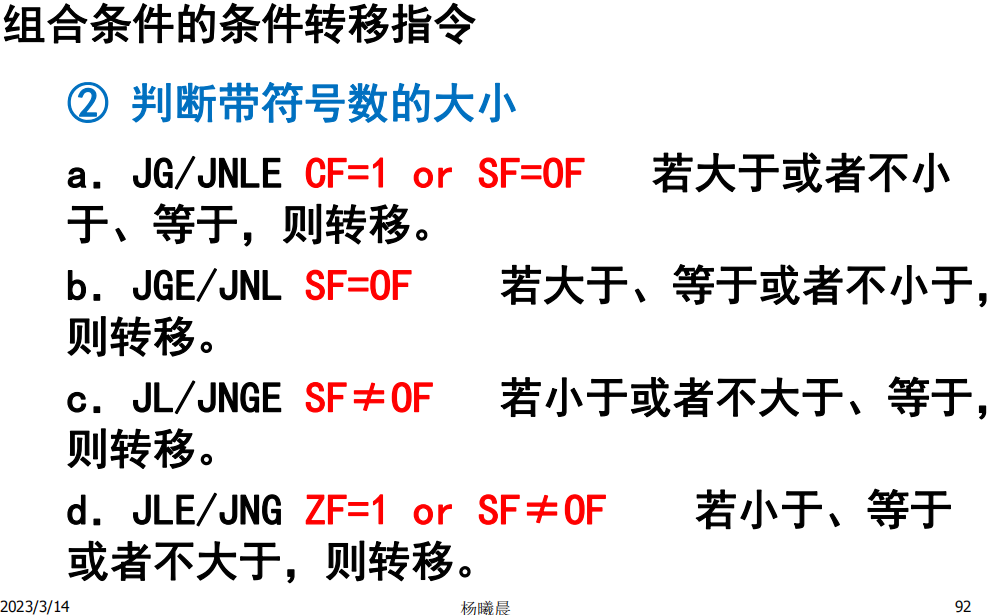 组合条件的条件转移指令
② 判断带符号数的大小
a. JG/JNLE CF=1 or SF=OF 若大于或者不小
于、等于，则转移。
b. JGE/JNL SF=OF 若大于、等于或者不小于，
则转移。
c. JL/JNGE SF≠OF 若小于或者不大于、等于，
则转移。
d. JLE/JNG ZF=1 or SF≠OF 若小于、等于
或者不大于，则转移。
2023/3/14 杨曦晨 92